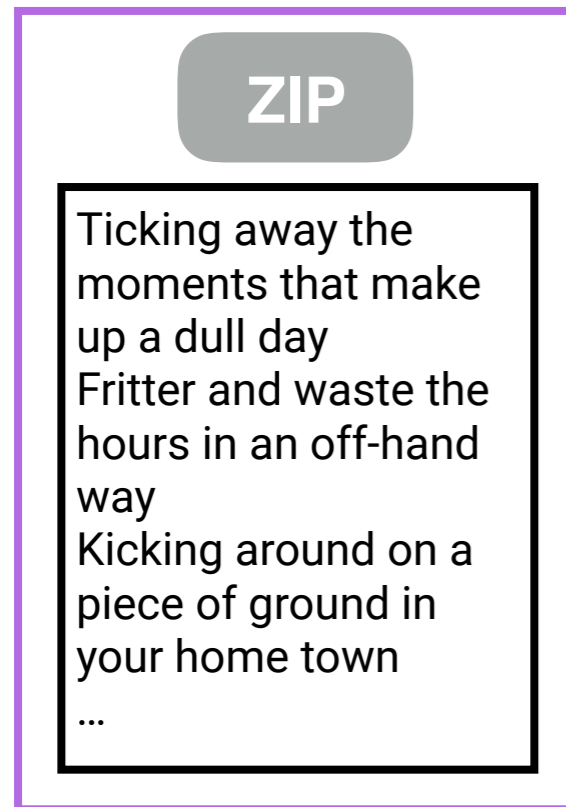 ZIP
Ticking away the
moments that make
up a dull day
Fritter and waste the
hours in an off-hand
way
Kicking around on a
piece of ground in
your home town
...